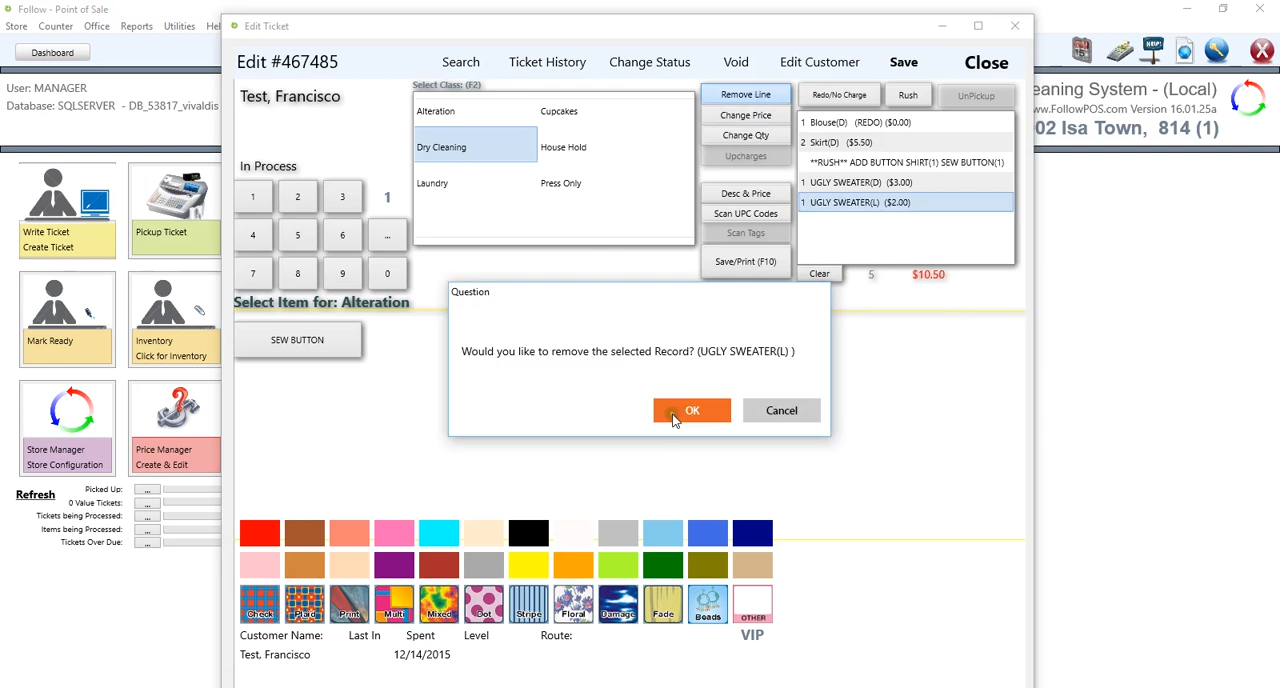 Follow - Point of Sale
Store Counter Office Reports Utilities Hel
Dashboard
User: MANAGER
Database: SQLSERVER - DB_53817_vivaldis
Write Ticket
Create Ticket
Pickup Ticket
Mark Ready
Inventory
Click for Inventory
Store Manager
Store Configuration
Price Manager
Create & Edit
Refresh
Picked Up: ...
0 Value Tickets: ...
Tickets being Processed: ...
Items being Processed: ...
Tickets Over Due: ...
Edit Ticket
Edit #467485
Search Ticket History Change Status Void Edit Customer Save Close
Test, Francisco
In Process
1 2 3 1
4 5 6 ...
7 8 9 0
Select Class: (F2)
Alteration Cupcakes
Dry Cleaning House Hold
Laundry Press Only
Remove Line
Change Price
Change Qty
Upcharges
Desc & Price
Scan UPC Codes
Scan Tags
Save/Print (F10)
Redo/No Charge Rush UnPickup
1 Blouse(D) (REDO) ($0.00)
2 Skirt(D) ($5.50)
**RUSH** ADD BUTTON SHIRT(1) SEW BUTTON(1)
1 UGLY SWEATER(D) ($3.00)
1 UGLY SWEATER(L) ($2.00)
Clear 5 $10.50
Select Item for: Alteration
SEW BUTTON
Question
Would you like to remove the selected Record? (UGLY SWEATER(L) )
OK Cancel
Check Plaid Print Multi Mixed Dot Stripe Floral Damage Fade Beads OTHER
Customer Name: Last In Spent Level Route: VIP
Test, Francisco 12/14/2015
HELP!
eaning System - (Local)
ww.FollowPOS.com Version 16.01.25a
02 Isa Town, 814 (1)